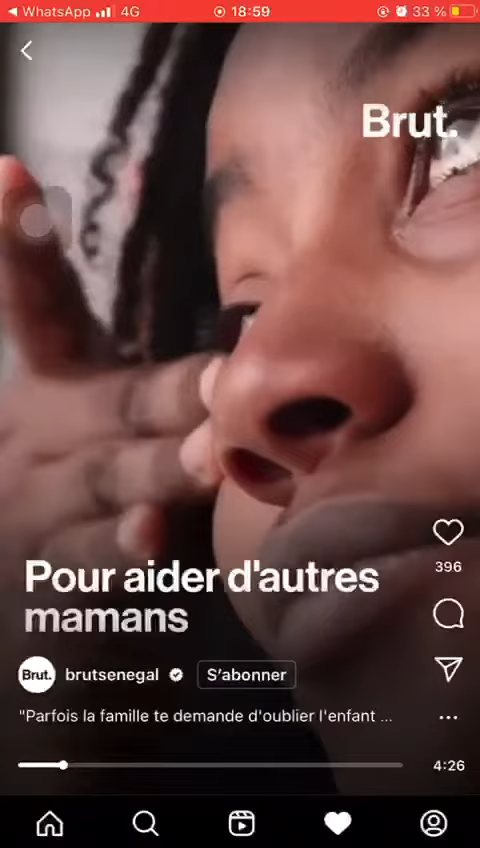 WhatsApp 4G 18:59 33 %
Brut.
Pour aider d'autres
mamans
396
Brut. brutsenegal S'abonner
"Parfois la famille te demande d'oublier l'enfant ...
4:26